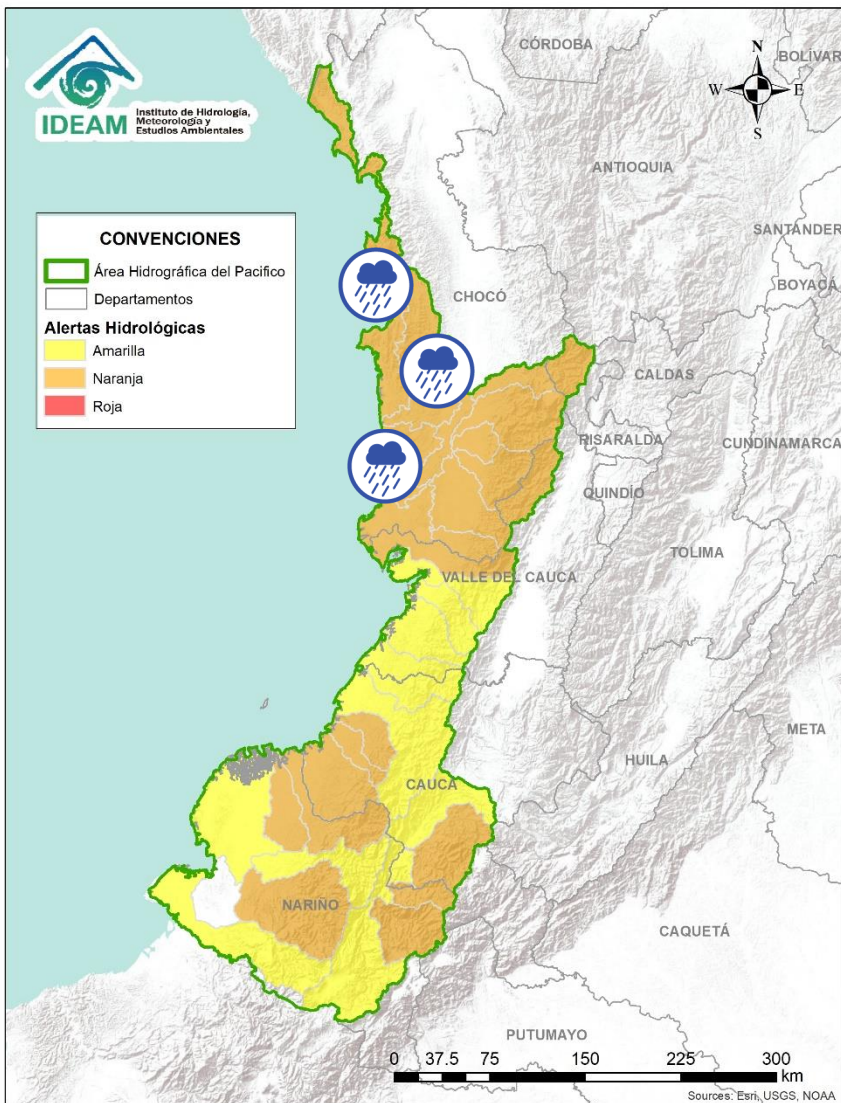 IDEAM
Instituto de Hidrología,
Meteorología y
Estudios Ambientales
N
W
E
S
CONVENCIONES
Área Hidrográfica del Pacifico
Departamentos
Alertas Hidrológicas
Amarilla
Naranja
Roja
CÓRDOBA
BOLÍVAR
ANTIOQUIA
SANTANDER
BOYACÁ
CHOCÓ
CALDAS
RISARALDA
CUNDINAMARCA
QUINDÍO
TOLIMA
VALLE DEL CAUCA
META
HUILA
CAUCA
NARIÑO
CAQUETÁ
PUTUMAYO
0 37.5 75 150 225 300
km
Sources: Esri, USGS, NOAA